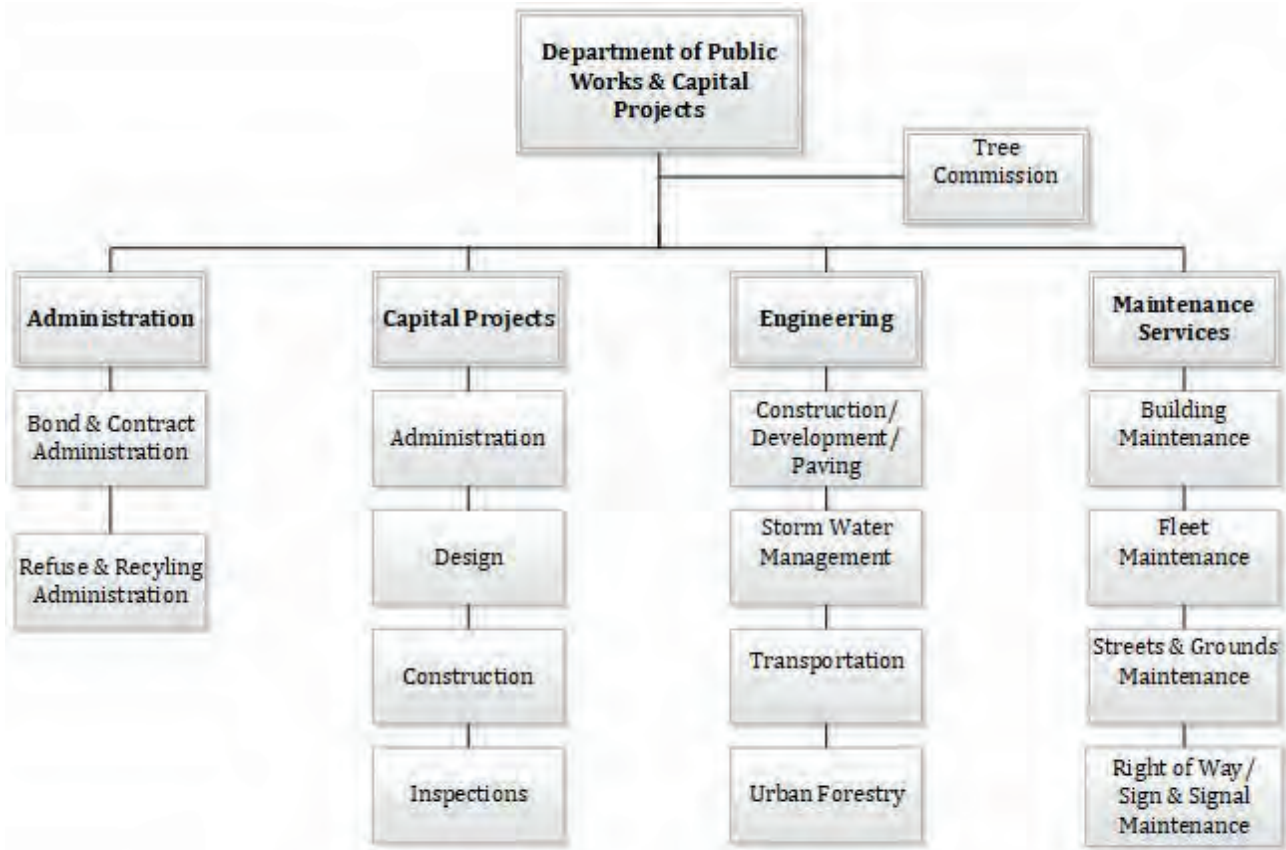 Department of Public
Works & Capital
Projects
Tree
Commission
Administration
Bond & Contract
Administration
Refuse & Recyling
Administration
Capital Projects
Administration
Design
Construction
Inspections
Engineering
Construction/
Development/
Paving
Storm Water
Management
Transportation
Urban Forestry
Maintenance
Services
Building
Maintenance
Fleet
Maintenance
Streets & Grounds
Maintenance
Right of Way/
Sign & Signal
Maintenance